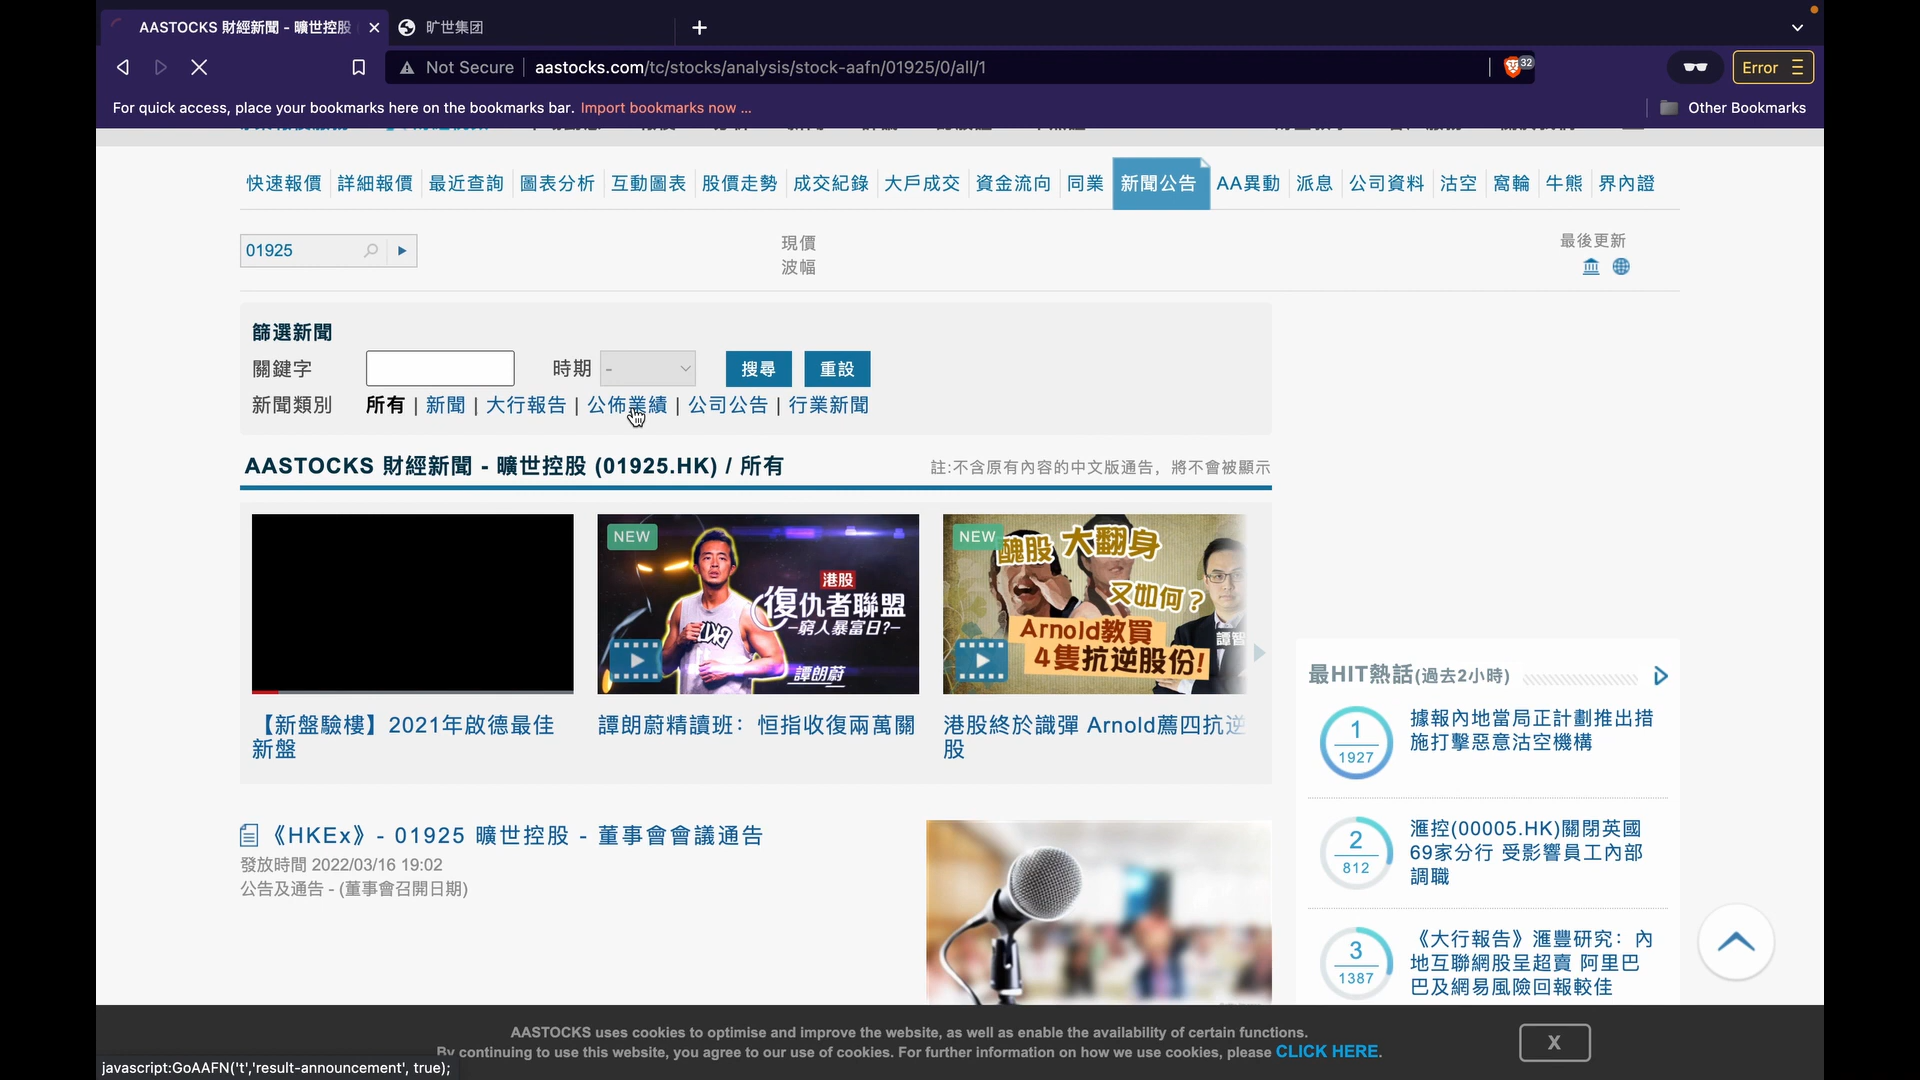 AASTOCKS 財經新聞 - 曠世控股
旷世集团
Not Secure
aastocks.com/tc/stocks/analysis/stock-aafn/01925/0/all/1
32
Error
For quick access, place your bookmarks here on the bookmarks bar. Import bookmarks now ...
Other Bookmarks
快速報價 詳細報價 最近查詢 圖表分析 互動圖表 股價走勢 成交紀錄 大戶成交 資金流向 同業 新聞公告 AA異動 派息 公司資料 沽空 窩輪 牛熊 界內證
01925
現價
波幅
最後更新
篩選新聞
關鍵字
時期 -
搜尋
重設
新聞類別 所有 | 新聞 | 大行報告 | 公佈業績 | 公司公告 | 行業新聞
AASTOCKS 財經新聞 - 曠世控股 (01925.HK) / 所有
註:不含原有內容的中文版通告，將不會被顯示
NEW
港股
復仇者聯盟
–窮人暴富日?–
譚朗蔚
NEW
醜股 大翻身
又如何？
Arnold教買
4隻抗逆股份!
譚智
【新盤驗樓】2021年啟德最佳
新盤
譚朗蔚精讀班：恒指收復兩萬關
港股終於識彈 Arnold薦四抗逆
股
《HKEx》- 01925 曠世控股 - 董事會會議通告
發放時間 2022/03/16 19:02
公告及通告 - (董事會召開日期)
最HIT熱話(過去2小時)
1
1927
據報內地當局正計劃推出措
施打擊惡意沽空機構
2
812
滙控(00005.HK)關閉英國
69家分行 受影響員工內部
調職
3
1387
《大行報告》滙豐研究：內
地互聯網股呈超賣 阿里巴
巴及網易風險回報較佳
AASTOCKS uses cookies to optimise and improve the website, as well as enable the availability of certain functions.
By continuing to use this website, you agree to our use of cookies. For further information on how we use cookies, please CLICK HERE.
X
javascript:GoAAFN('t','result-announcement', true);